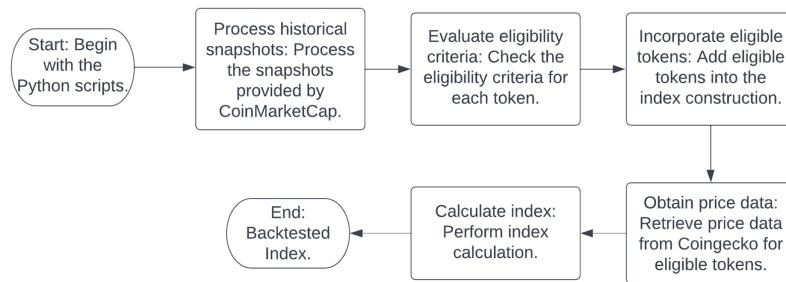 Start: Begin
with the
Python scripts.
Process historical
snapshots: Process
the snapshots
provided by
CoinMarketCap.
Evaluate eligibility
criteria: Check the
eligibility criteria for
each token.
Incorporate eligible
tokens: Add eligible
tokens into the
index construction.
Obtain price data:
Retrieve price data
from Coingecko for
eligible tokens.
Calculate index:
Perform index
calculation.
End:
Backtested
Index.